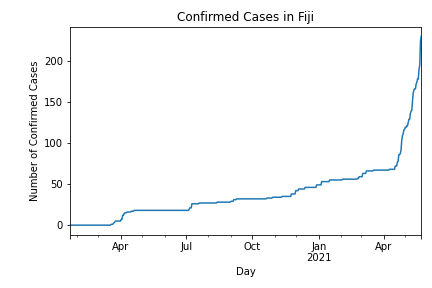 Confirmed Cases in Fiji
Number of Confirmed Cases
200
150
100
50
0
Apr
Jul
Oct
Jan
2021
Apr
Day